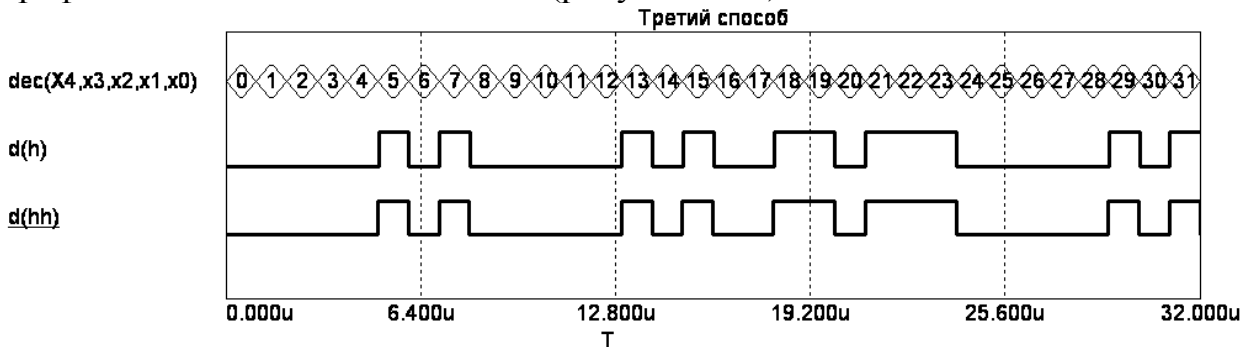 Третий способ
dec(X4,x3,x2,x1,x0) 0 1 2 3 4 5 6 7 8 9 10 11 12 13 14 15 16 17 18 19 20 21 22 23 24 25 26 27 28 29 30 31
d(h)
d(hh)
0.000u 6.400u 12.800u 19.200u 25.600u 32.000u
T